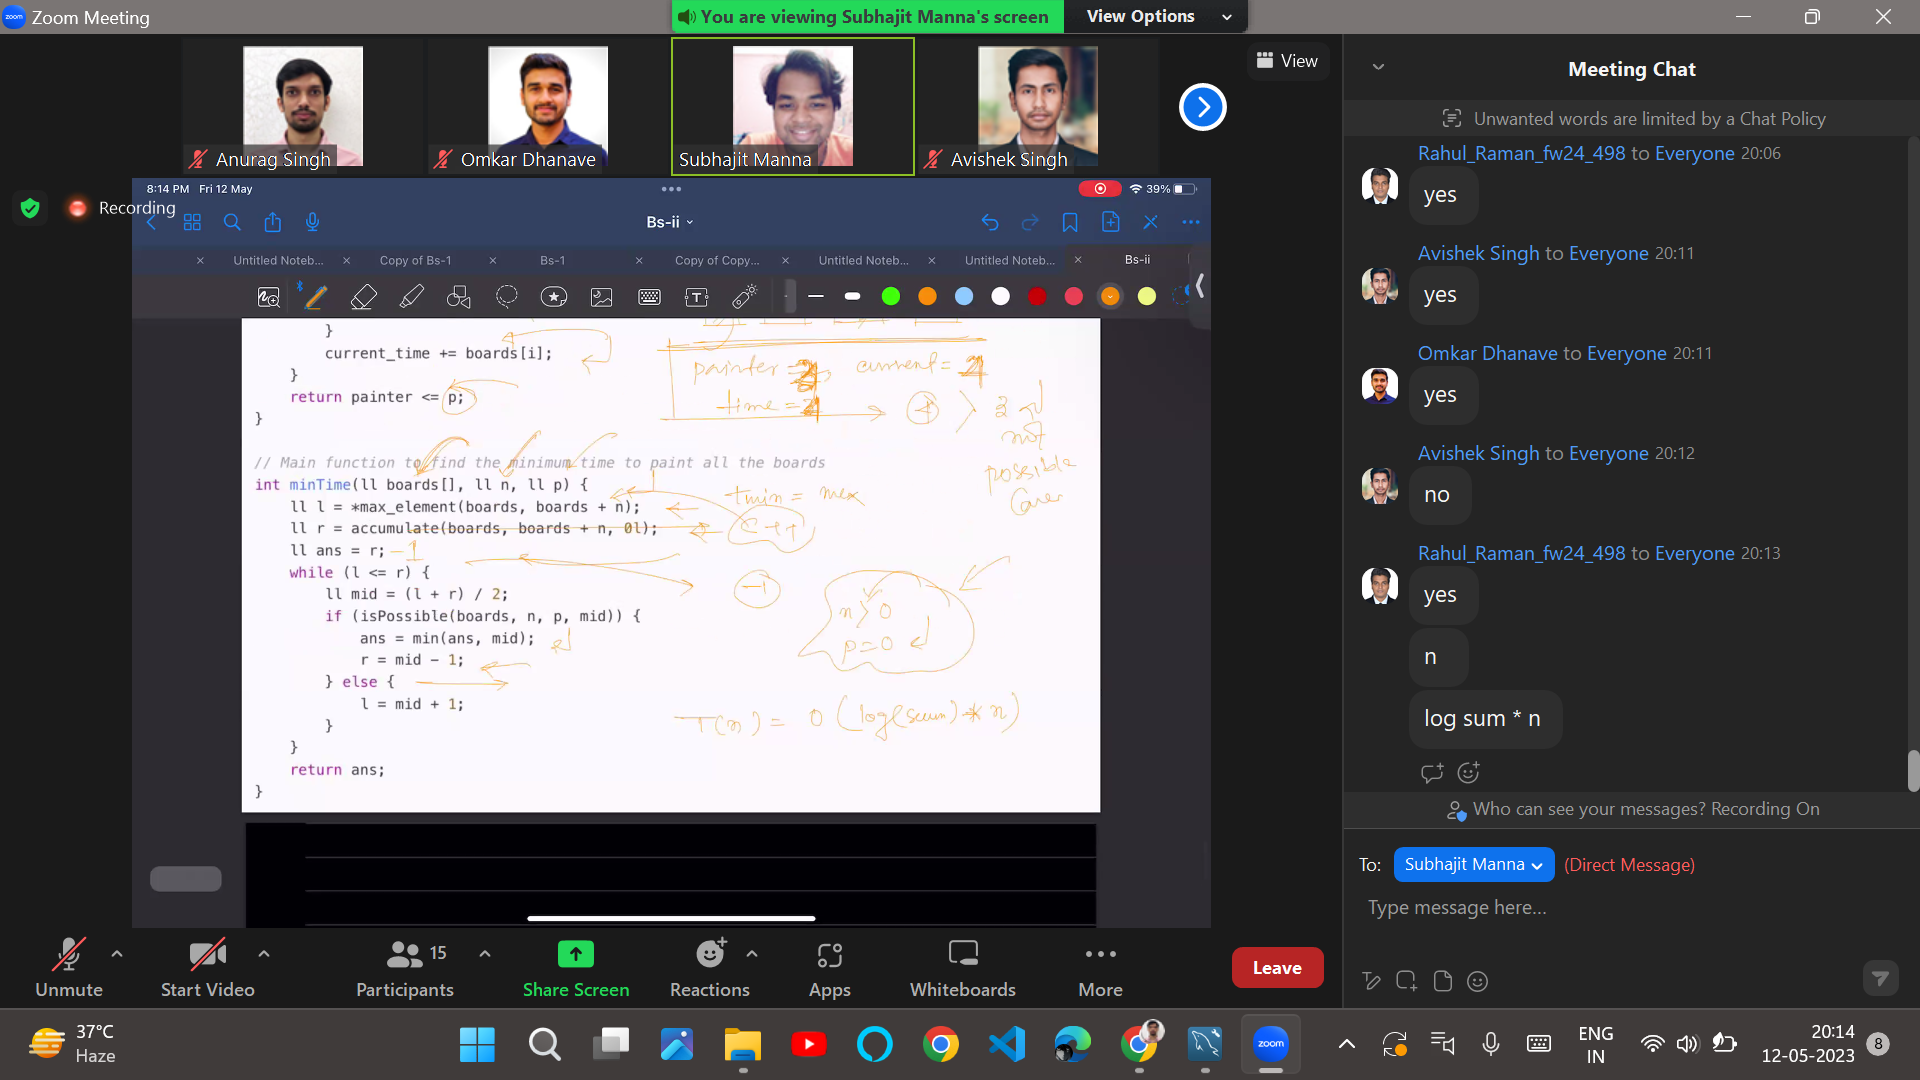 zoom Zoom Meeting
You are viewing Subhajit Manna's screen
View Options
Anurag Singh
Omkar Dhanave
Subhajit Manna
Avishek Singh
View
Recording
8:14 PM Fri 12 May
39%
Bs-ii
Untitled Noteb...
Copy of Bs-1
Bs-1
Copy of Copy...
Untitled Noteb...
Untitled Noteb...
Bs-ii
}
current_time += boards[i];
}
return painter <= p;
}
painter =
current =
time =
not
possible
// Main function to find the minimum time to paint all the boards
int minTime(ll boards[], ll n, ll p) {
ll l = *max_element(boards, boards + n);
ll r = accumulate(boards, boards + n, 0l);
ll ans = r; -1
while (l <= r) {
ll mid = (l + r) / 2;
if (isPossible(boards, n, p, mid)) {
ans = min(ans, mid);
r = mid - 1;
} else {
l = mid + 1;
}
}
return ans;
}
tmin = max
C++
-1
n > 0
p = 0
T(n) = O (log(sum) * n)
Meeting Chat
Unwanted words are limited by a Chat Policy
Rahul_Raman_fw24_498 to Everyone 20:06
yes
Avishek Singh to Everyone 20:11
yes
Omkar Dhanave to Everyone 20:11
yes
Avishek Singh to Everyone 20:12
no
Rahul_Raman_fw24_498 to Everyone 20:13
yes
n
log sum * n
Who can see your messages? Recording On
To: Subhajit Manna (Direct Message)
Type message here...
Unmute
Start Video
15
Participants
Share Screen
Reactions
Apps
Whiteboards
More
Leave
37°C
Haze
zoom
ENG
IN
20:14
12-05-2023
8